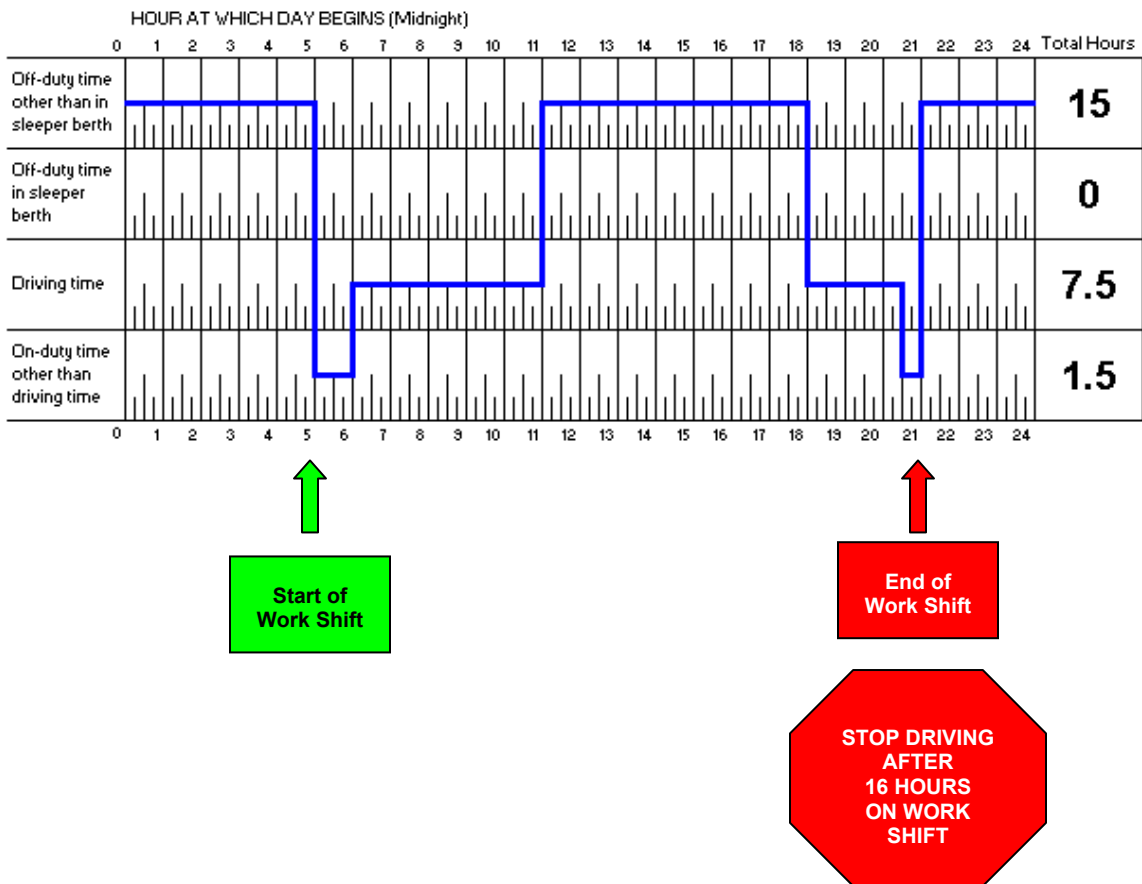 HOUR AT WHICH DAY BEGINS (Midnight)
0 1 2 3 4 5 6 7 8 9 10 11 12 13 14 15 16 17 18 19 20 21 22 23 24 Total Hours
Off-duty time
other than in
sleeper berth
15
Off-duty time
in sleeper
berth
0
Driving time
7.5
On-duty time
other than
driving time
1.5
0 1 2 3 4 5 6 7 8 9 10 11 12 13 14 15 16 17 18 19 20 21 22 23 24
Start of
Work Shift
End of
Work Shift
STOP DRIVING
AFTER
16 HOURS
ON WORK
SHIFT